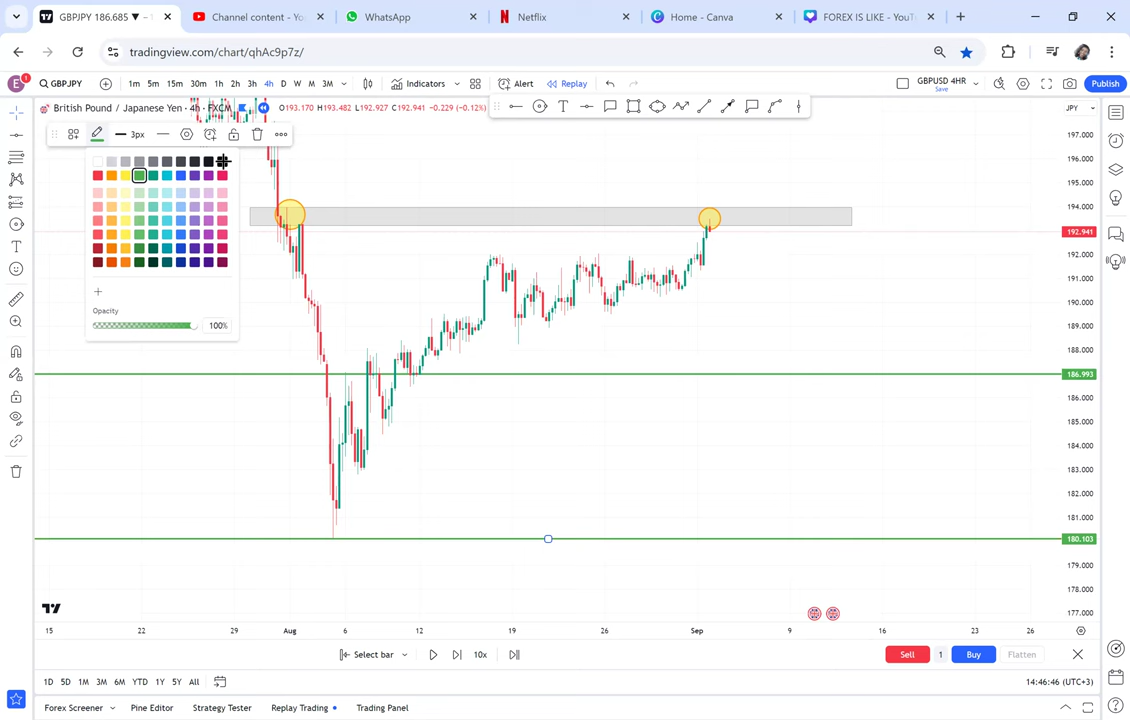 GBPJPY 186.685 ▼
Channel content - Yo
WhatsApp
Netflix
Home - Canva
FOREX IS LIKE - YouT
tradingview.com/chart/qhAc9p7z/
E 1 GBPJPY 1m 5m 15m 30m 1h 2h 3h 4h D W M 3M Indicators Alert Replay GBPUSD 4HR Save Publish
British Pound / Japanese Yen · 4h · FXCM O193.170 H193.482 L192.927 C192.941 -0.229 (-0.12%) JPY
3px
197.000
196.000
195.000
194.000
192.941
192.000
191.000
190.000
189.000
188.000
186.993
186.000
185.000
184.000
183.000
182.000
181.000
180.103
179.000
178.000
177.000
Opacity
100%
15 22 29 Aug 6 12 19 26 Sep 9 16 23 26
Select bar 10x Sell 1 Buy Flatten
1D 5D 1M 3M 6M YTD 1Y 5Y All 14:46:46 (UTC+3)
Forex Screener Pine Editor Strategy Tester Replay Trading Trading Panel